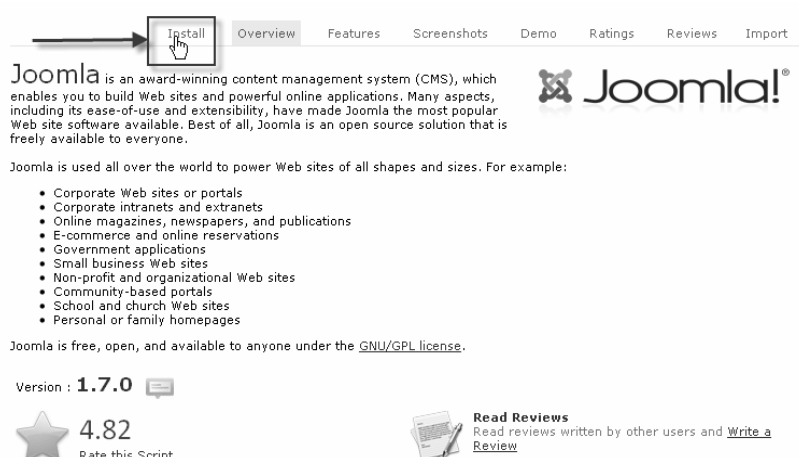 Install Overview Features Screenshots Demo Ratings Reviews Import
Joomla is an award-winning content management system (CMS), which
enables you to build Web sites and powerful online applications. Many aspects,
including its ease-of-use and extensibility, have made Joomla the most popular
Web site software available. Best of all, Joomla is an open source solution that is
freely available to everyone.
Joomla!®
Joomla is used all over the world to power Web sites of all shapes and sizes. For example:
• Corporate Web sites or portals
• Corporate intranets and extranets
• Online magazines, newspapers, and publications
• E-commerce and online reservations
• Government applications
• Small business Web sites
• Non-profit and organizational Web sites
• Community-based portals
• School and church Web sites
• Personal or family homepages
Joomla is free, open, and available to anyone under the GNU/GPL license.
Version : 1.7.0
4.82
Rate this Script
Read Reviews
Read reviews written by other users and Write a
Review